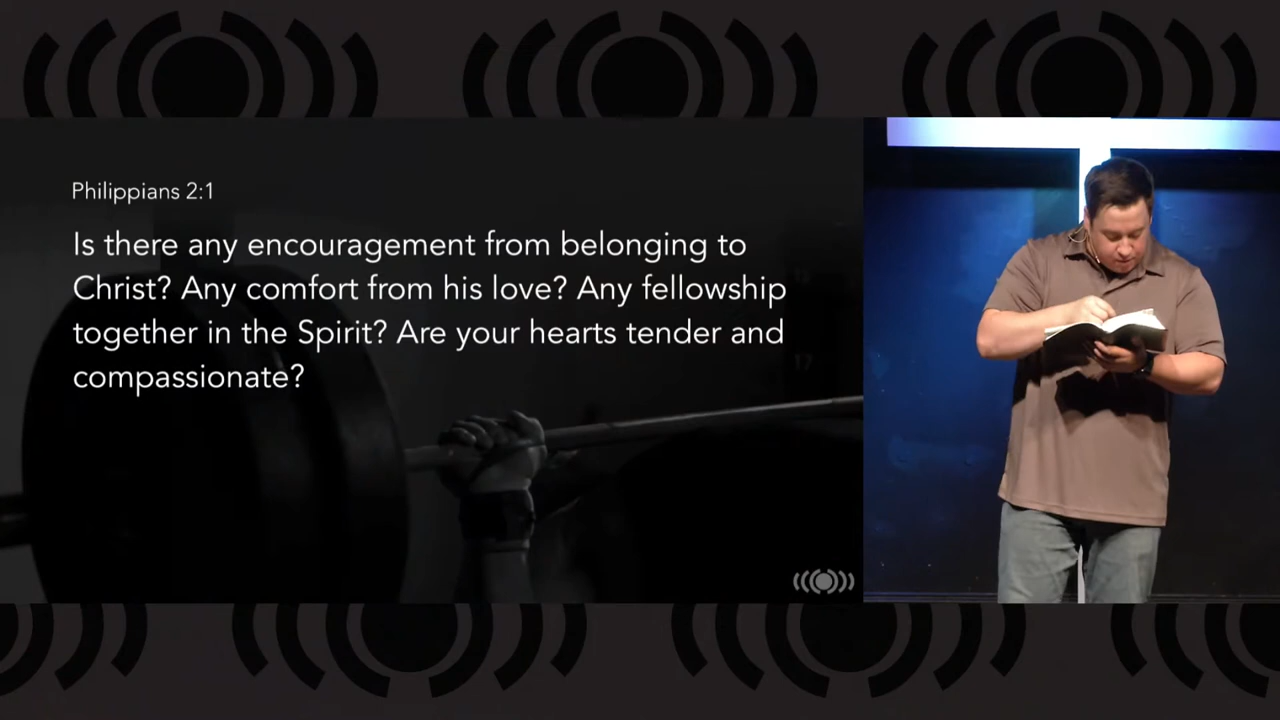 Philippians 2:1
Is there any encouragement from belonging to
Christ? Any comfort from his love? Any fellowship
together in the Spirit? Are your hearts tender and
compassionate?